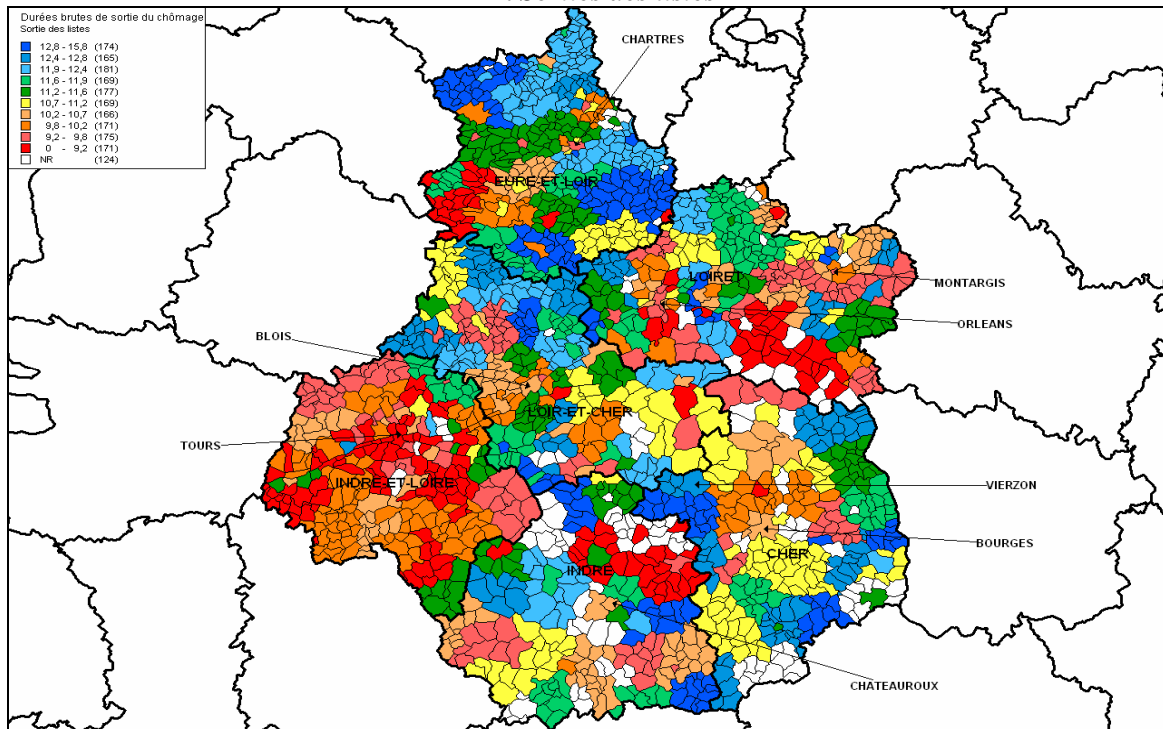 Durées brutes de sortie du chômage
Sortie des listes
12,8 - 15,8 (174)
12,4 - 12,8 (165)
11,9 - 12,4 (181)
11,6 - 11,9 (169)
11,2 - 11,6 (177)
10,7 - 11,2 (169)
10,2 - 10,7 (166)
9,8 - 10,2 (171)
9,2 - 9,8 (175)
0 - 9,2 (171)
NR (124)
CHARTRES
EURE-ET-LOIR
LOIRET
MONTARGIS
ORLEANS
BLOIS
LOIR-ET-CHER
TOURS
INDRE-ET-LOIRE
VIERZON
BOURGES
CHER
INDRE
CHATEAUROUX